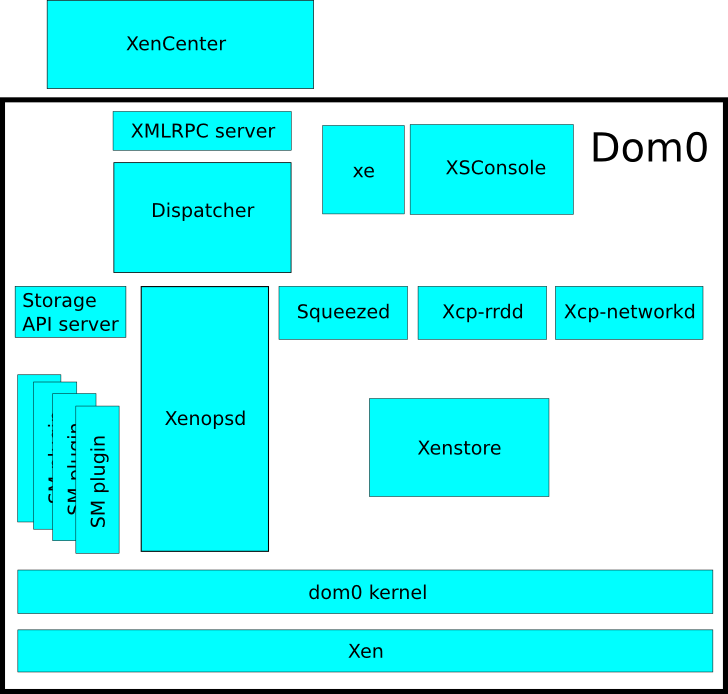 XenCenter
XMLRPC server
xe
XSConsole
Dom0
Dispatcher
Storage
API server
Squeezed
Xcp-rrdd
Xcp-networkd
Xenopsd
Xenstore
SM plugin
SM plugin
SM plugin
dom0 kernel
Xen